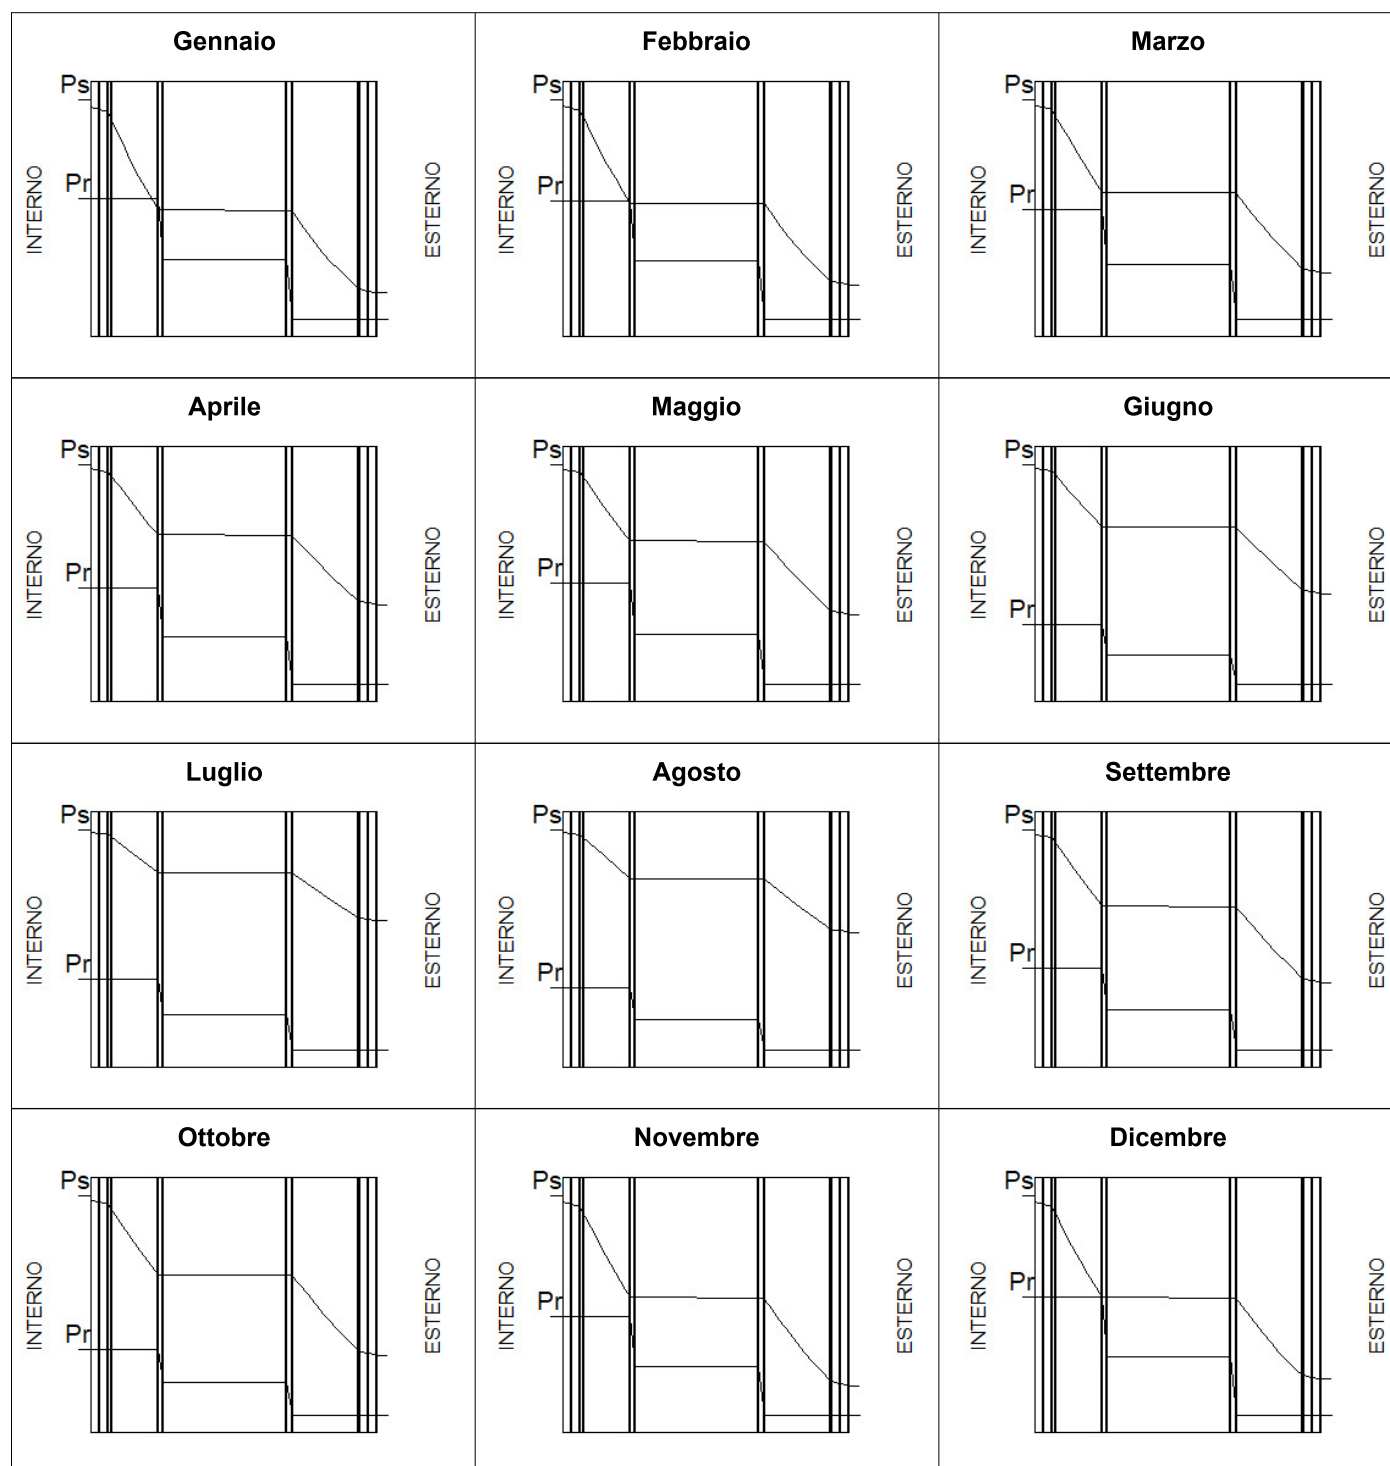 Gennaio
Febbraio
Marzo
Ps
Pr
INTERNO
ESTERNO
Ps
Pr
INTERNO
ESTERNO
Ps
Pr
INTERNO
ESTERNO
Aprile
Maggio
Giugno
Ps
Pr
INTERNO
ESTERNO
Ps
Pr
INTERNO
ESTERNO
Ps
Pr
INTERNO
ESTERNO
Luglio
Agosto
Settembre
Ps
Pr
INTERNO
ESTERNO
Ps
Pr
INTERNO
ESTERNO
Ps
Pr
INTERNO
ESTERNO
Ottobre
Novembre
Dicembre
Ps
Pr
INTERNO
ESTERNO
Ps
Pr
INTERNO
ESTERNO
Ps
Pr
INTERNO
ESTERNO